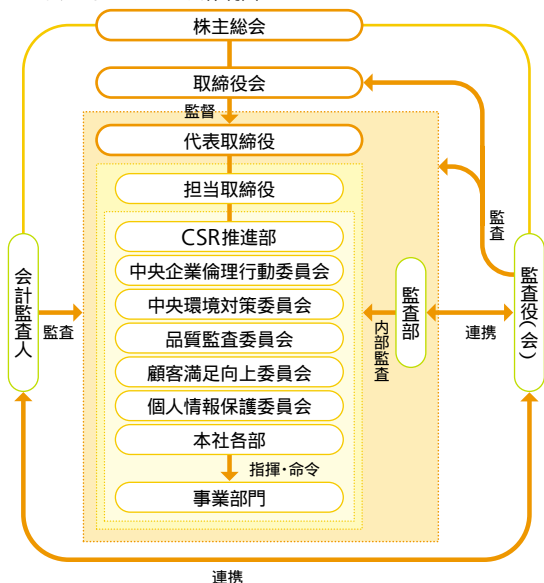 株主総会
取締役会
監督
代表取締役
担当取締役
CSR推進部
中央企業倫理行動委員会
中央環境対策委員会
品質監査委員会
顧客満足向上委員会
個人情報保護委員会
本社各部
指揮・命令
事業部門
会計監査人
監査
内部監査
監査部
連携
監査
監査役(会)
連携